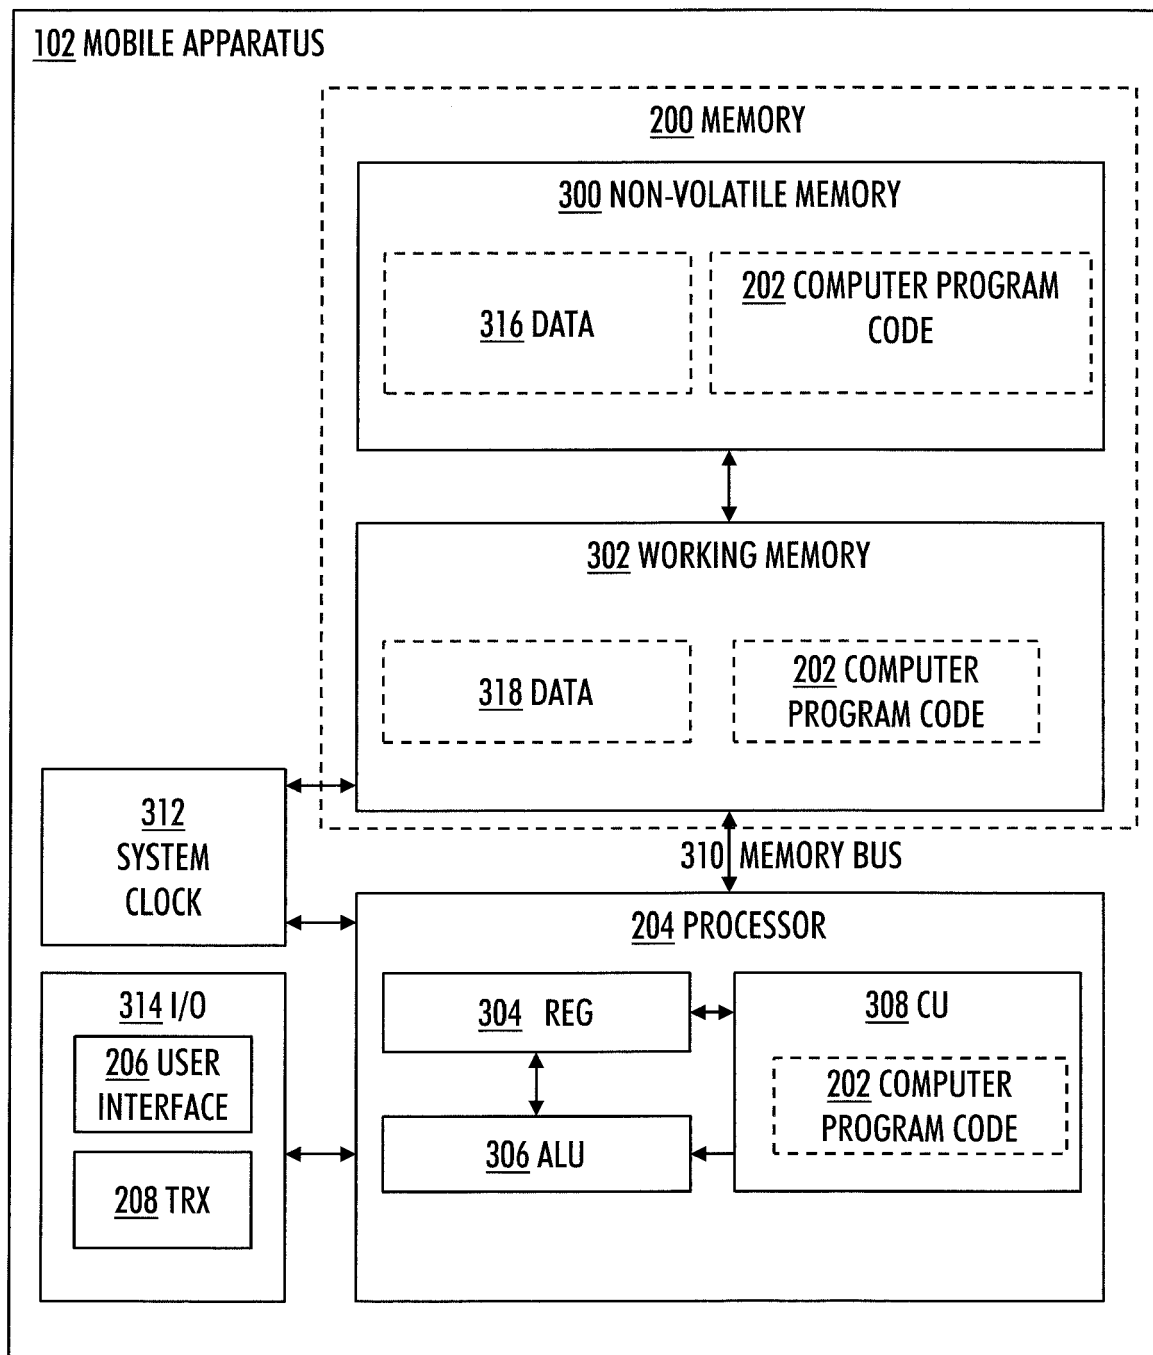 102 MOBILE APPARATUS
200 MEMORY
300 NON-VOLATILE MEMORY
316 DATA
202 COMPUTER PROGRAM
CODE
302 WORKING MEMORY
318 DATA
202 COMPUTER
PROGRAM CODE
312
SYSTEM
CLOCK
310 MEMORY BUS
204 PROCESSOR
304 REG
308 CU
202 COMPUTER
PROGRAM CODE
306 ALU
314 I/O
206 USER
INTERFACE
208 TRX